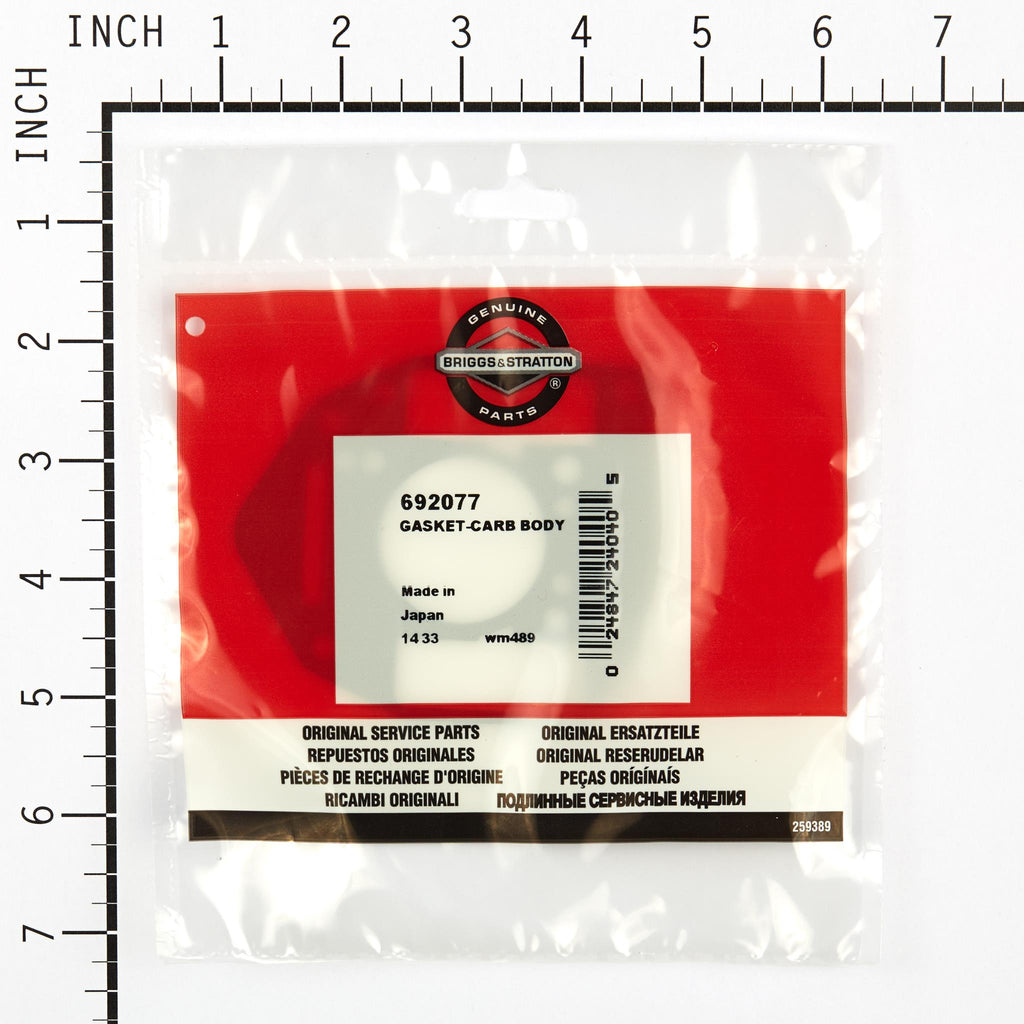 INCH 1 2 3 4 5 6 7
INCH
1
2
3
4
5
6
7
GENUINE
BRIGGS&STRATTON
®
PARTS
692077
GASKET-CARB BODY
Made in
Japan
14 33 wm489
0 24847 24040 5
ORIGINAL SERVICE PARTS
REPUESTOS ORIGINALES
PIÈCES DE RECHANGE D'ORIGINE
RICAMBI ORIGINALI
ORIGINAL ERSATZTEILE
ORIGINAL RESERUDELAR
PEÇAS ORÍGÍNAÍS
ПОДЛИННЫЕ СЕРВИСНЫЕ ИЗДЕЛИЯ
259389